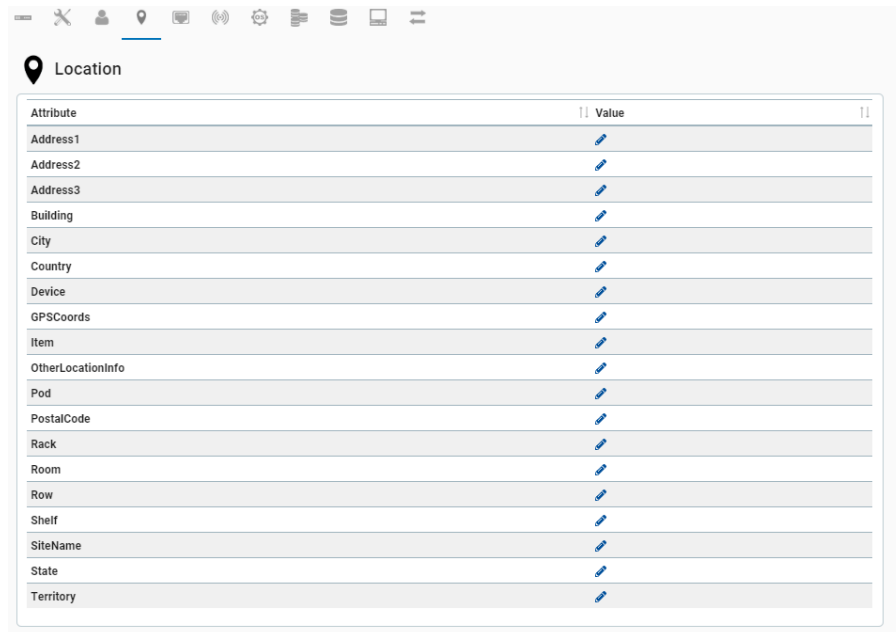 OS
Location
Attribute Value
Address1
Address2
Address3
Building
City
Country
Device
GPSCoords
Item
OtherLocationInfo
Pod
PostalCode
Rack
Room
Row
Shelf
SiteName
State
Territory